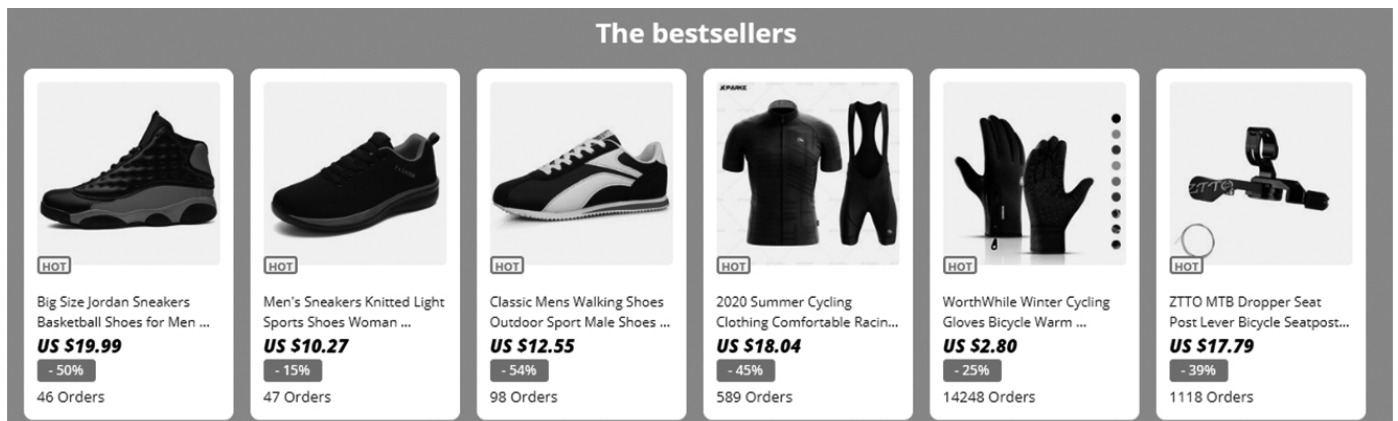 The bestsellers
XPARKE
HOT
Big Size Jordan Sneakers
Basketball Shoes for Men ...
US $19.99
- 50%
46 Orders
HOT
Men's Sneakers Knitted Light
Sports Shoes Woman ...
US $10.27
- 15%
47 Orders
HOT
Classic Mens Walking Shoes
Outdoor Sport Male Shoes ...
US $12.55
- 54%
98 Orders
HOT
2020 Summer Cycling
Clothing Comfortable Racin...
US $18.04
- 45%
589 Orders
HOT
WorthWhile Winter Cycling
Gloves Bicycle Warm ...
US $2.80
- 25%
14248 Orders
ZTTO
HOT
ZTTO MTB Dropper Seat
Post Lever Bicycle Seatpost...
US $17.79
- 39%
1118 Orders